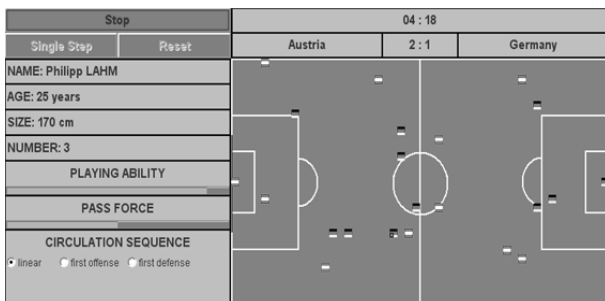 Stop
04 : 18
Single Step Reset
Austria 2 : 1 Germany
NAME: Philipp LAHM
AGE: 25 years
SIZE: 170 cm
NUMBER: 3
PLAYING ABILITY
PASS FORCE
CIRCULATION SEQUENCE
linear first offense first defense